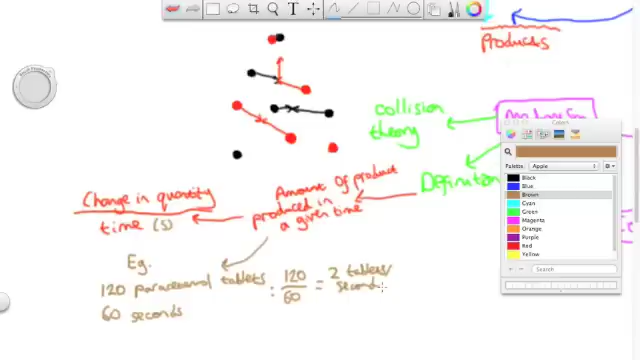 Products
collision
theory
Definition
Amount of product
produced in
a given time
Change in quantity
time (s)
Eg.
120 paracetamol tablets
60 seconds
: 120
60
= 2 tablets/
second
Colors
Palette: Apple
Black
Blue
Brown
Cyan
Green
Magenta
Orange
Purple
Red
Yellow
Search